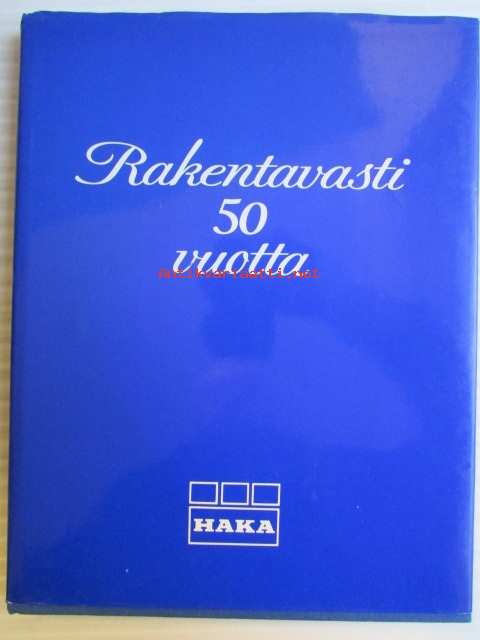 Rakentavasti
50
vuotta
antikvariaatti.net
HAKA